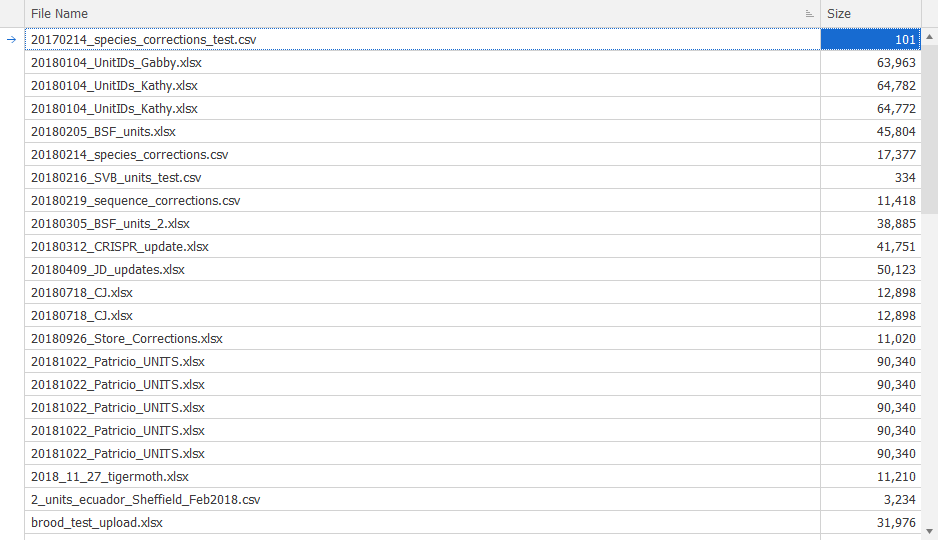 File Name Size
20170214_species_corrections_test.csv 101
20180104_UnitIDs_Gabby.xlsx 63,963
20180104_UnitIDs_Kathy.xlsx 64,782
20180104_UnitIDs_Kathy.xlsx 64,772
20180205_BSF_units.xlsx 45,804
20180214_species_corrections.csv 17,377
20180216_SVB_units_test.csv 334
20180219_sequence_corrections.csv 11,418
20180305_BSF_units_2.xlsx 38,885
20180312_CRISPR_update.xlsx 41,751
20180409_JD_updates.xlsx 50,123
20180718_CJ.xlsx 12,898
20180718_CJ.xlsx 12,898
20180926_Store_Corrections.xlsx 11,020
20181022_Patricio_UNITS.xlsx 90,340
20181022_Patricio_UNITS.xlsx 90,340
20181022_Patricio_UNITS.xlsx 90,340
20181022_Patricio_UNITS.xlsx 90,340
20181022_Patricio_UNITS.xlsx 90,340
2018_11_27_tigermoth.xlsx 11,210
2_units_ecuador_Sheffield_Feb2018.csv 3,234
brood_test_upload.xlsx 31,976